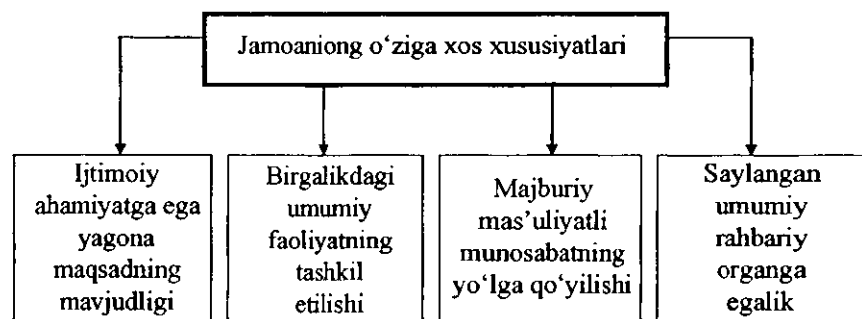 Jamoaniong o‘ziga xos xususiyatlari
Ijtimoiy
ahamiyatga ega
yagona
maqsadning
mavjudligi
Birgalikdagi
umumiy
faoliyatning
tashkil
etilishi
Majburiy
mas’uliyatli
munosabatning
yo‘lga qo‘yilishi
Saylangan
umumiy
rahbariy
organga
egalik